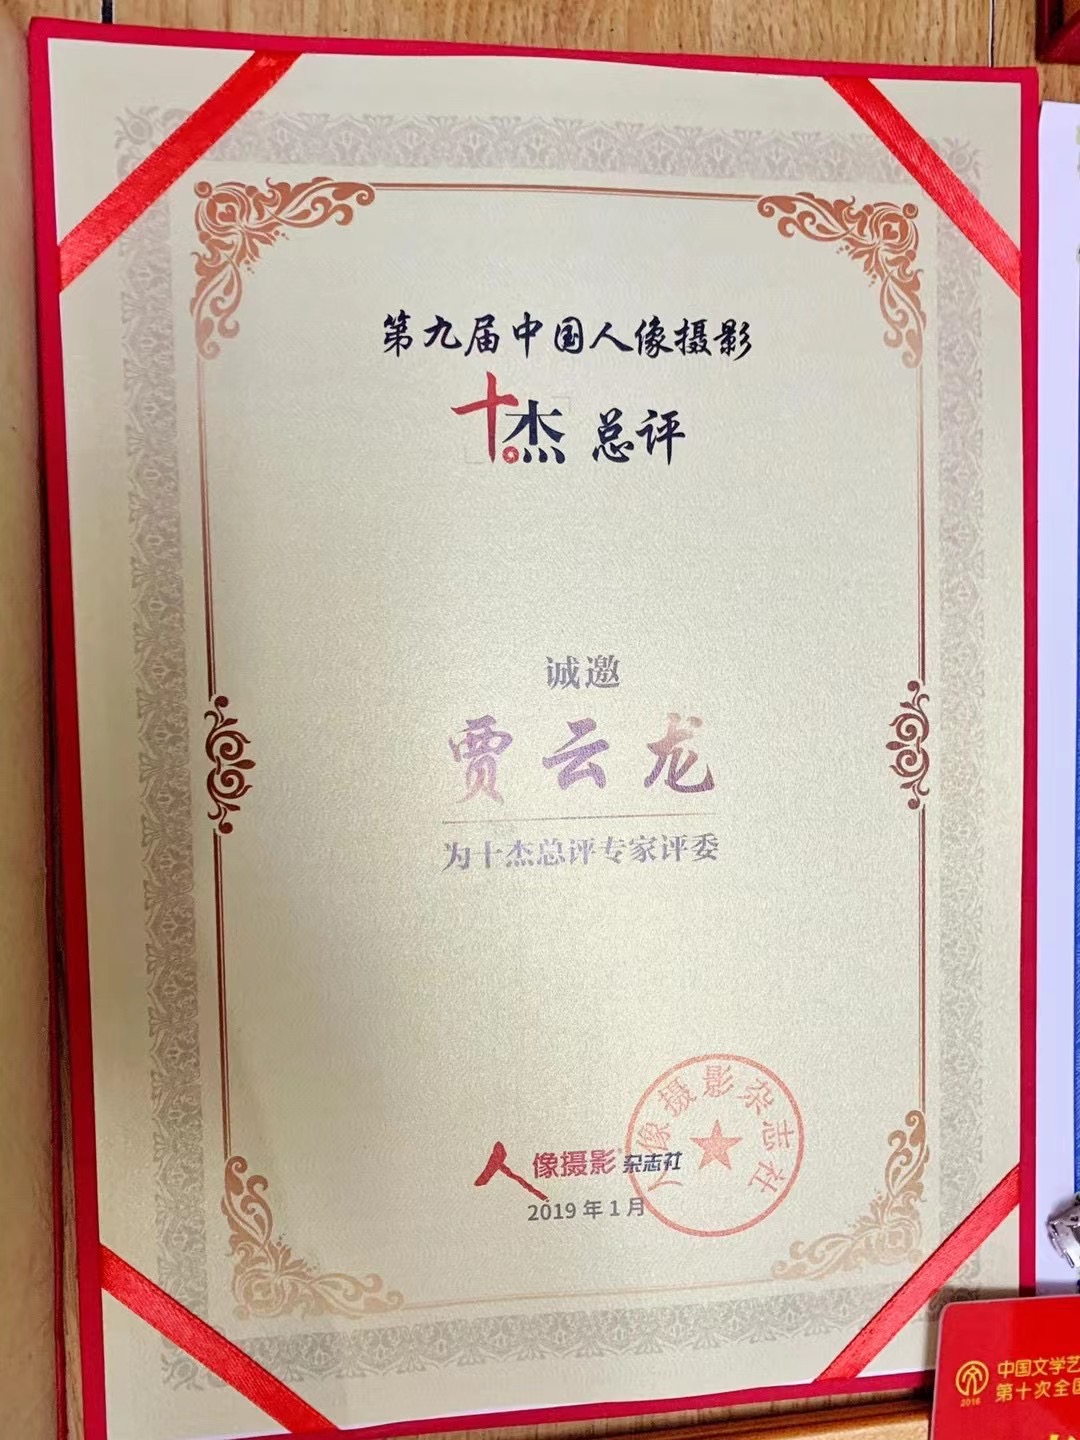 第九届中国人像摄影
十杰 总评
诚邀
贾云龙
为十杰总评专家评委
人像摄影杂志社
人像摄影 杂志社
2019年1月
中国文学艺
第十次全国
2016